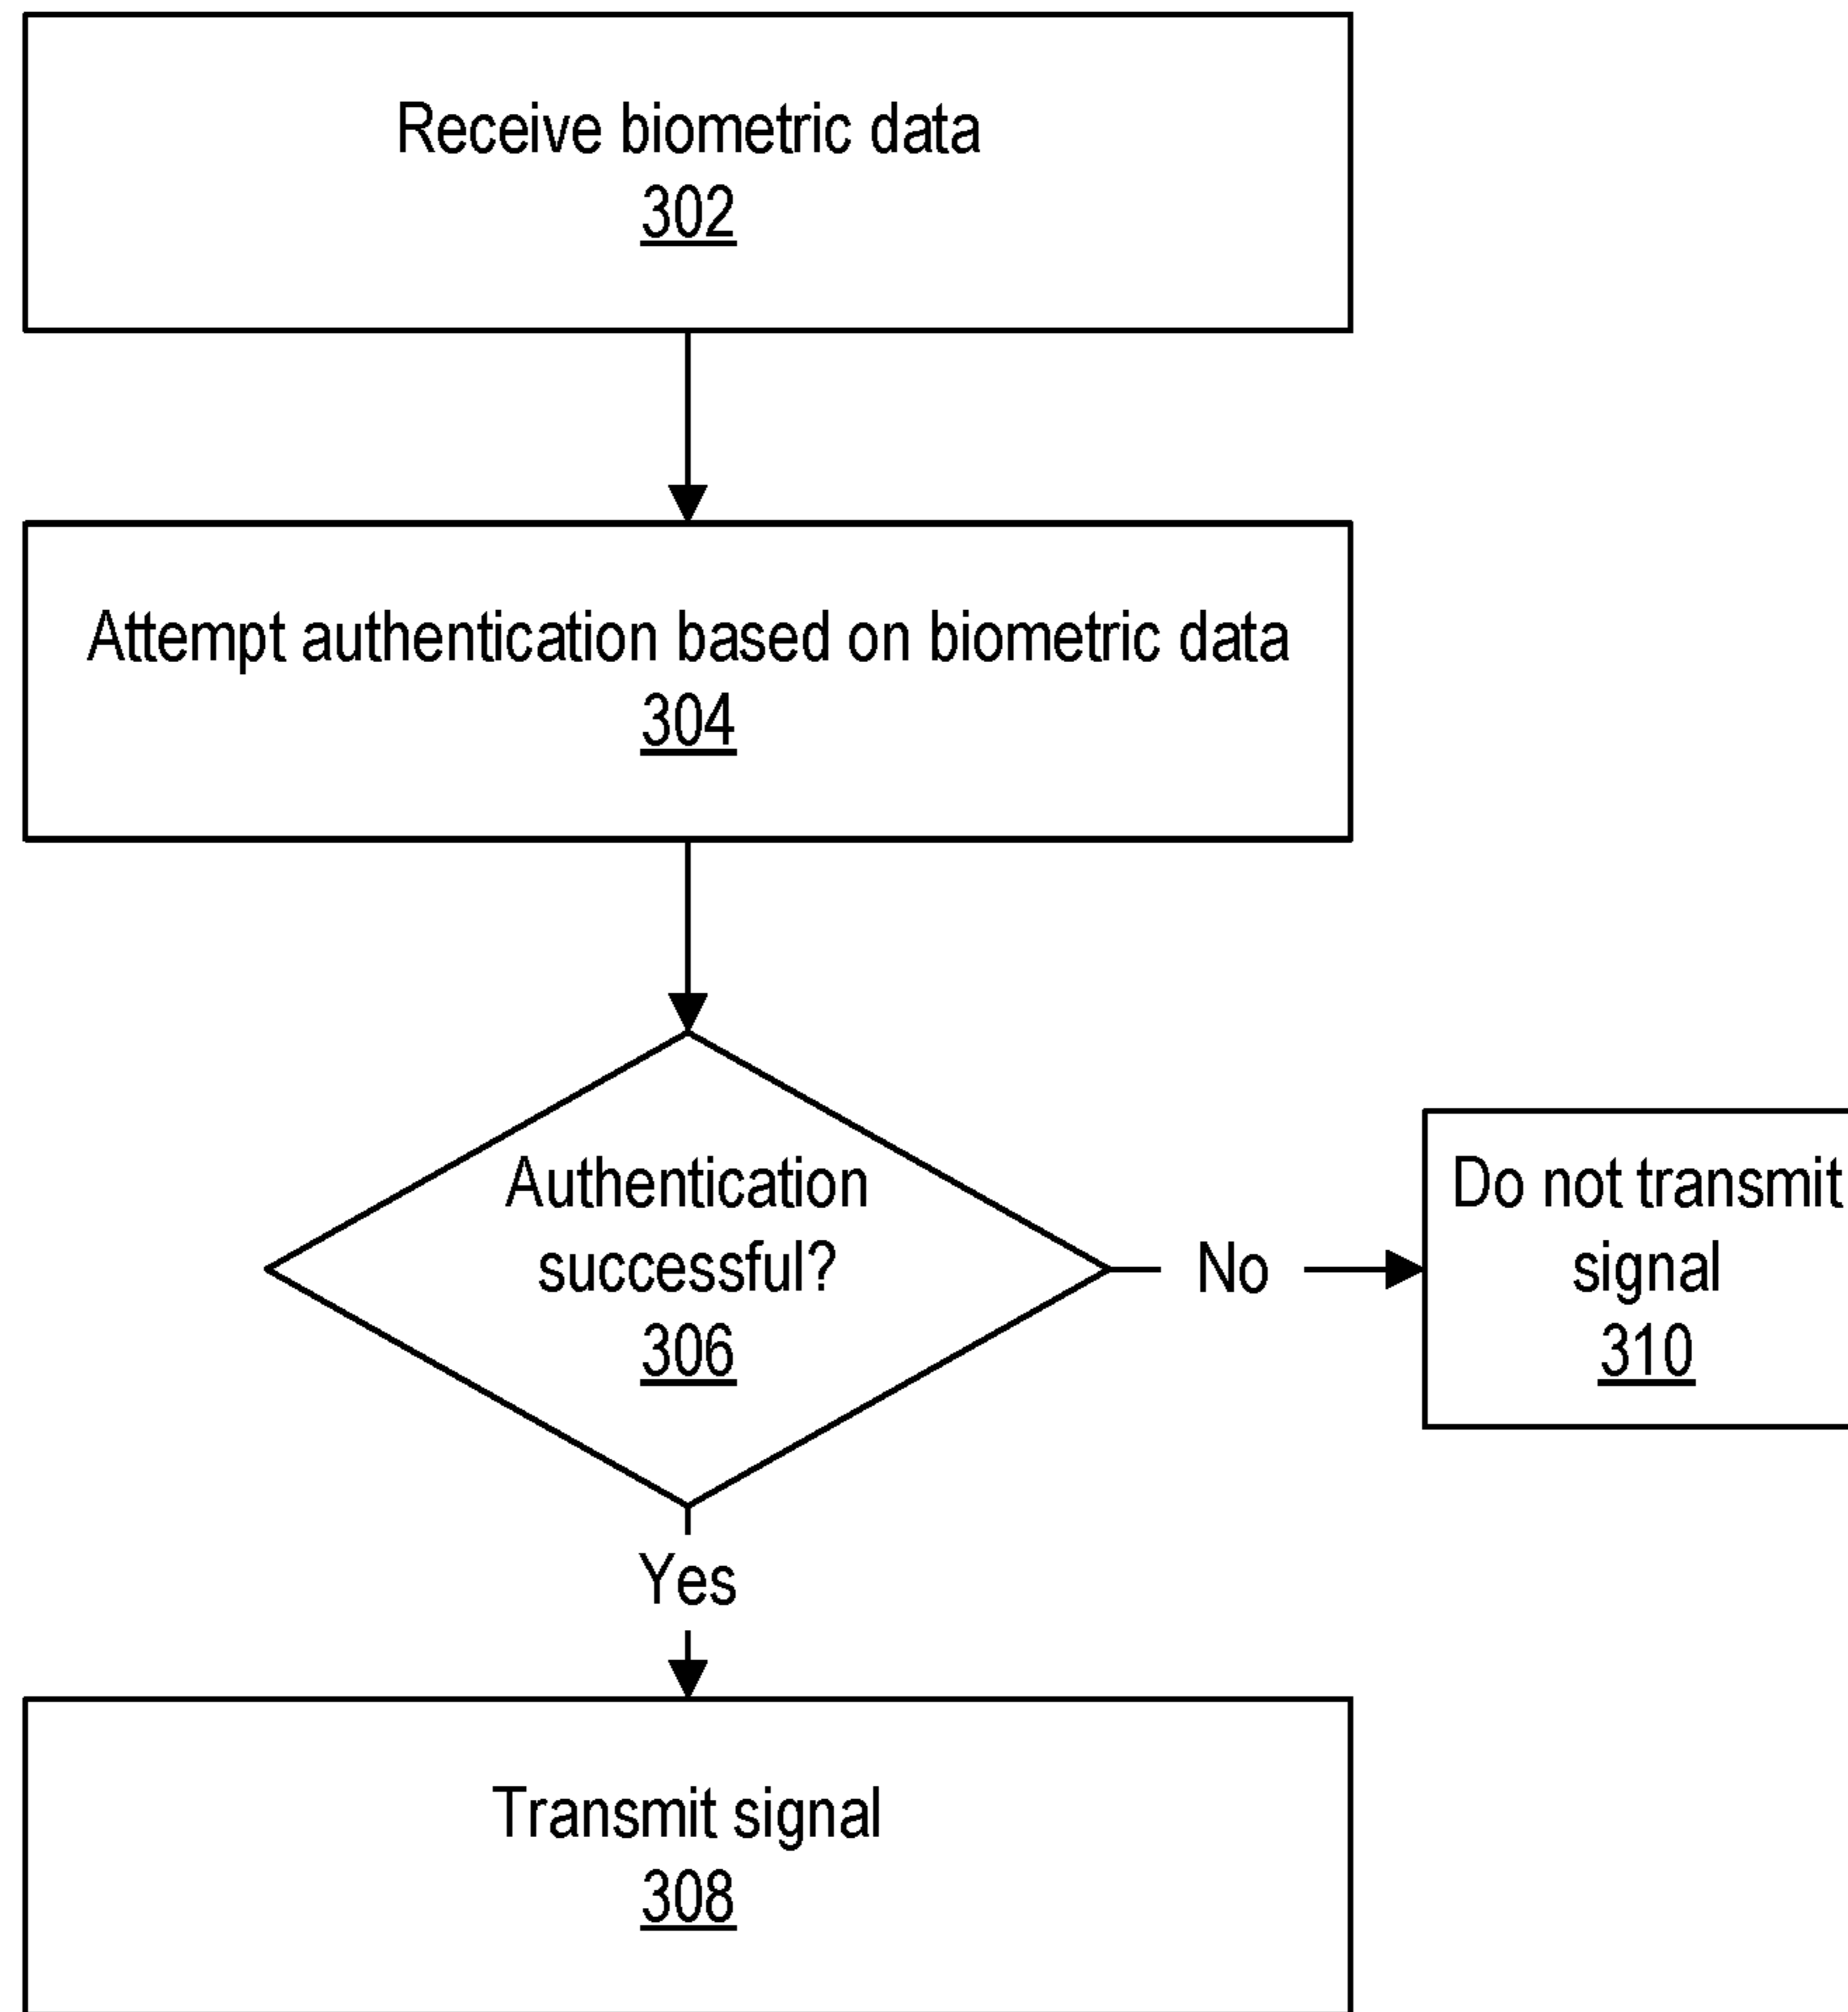 Receive biometric data
302
Attempt authentication based on biometric data
304
Authentication
successful?
306
No
Do not transmit
signal
310
Yes
Transmit signal
308